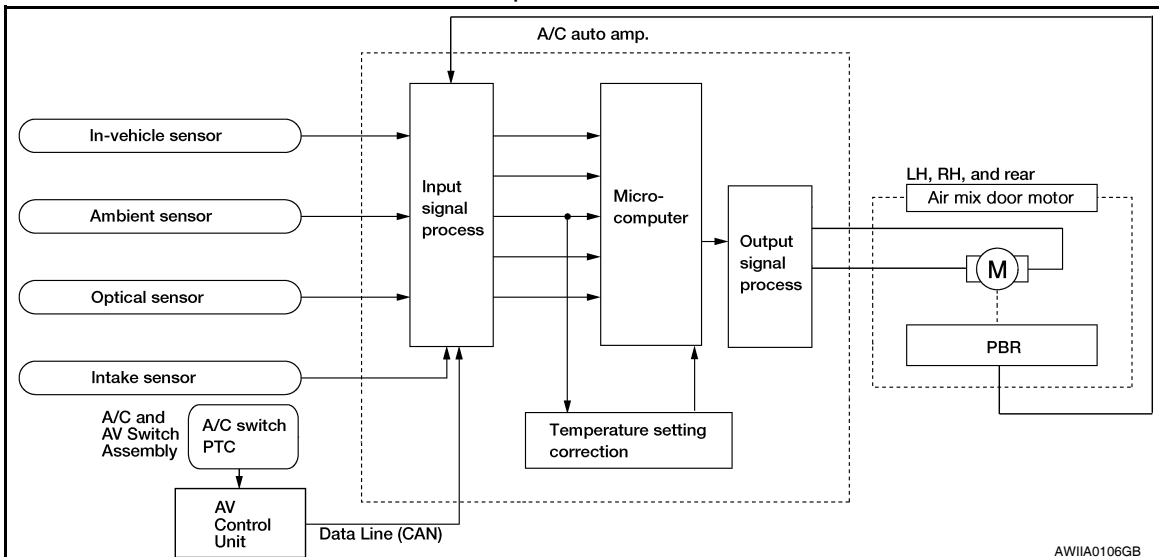 A/C auto amp.
In-vehicle sensor
Ambient sensor
Optical sensor
Intake sensor
A/C and
AV Switch
Assembly
A/C switch
PTC
AV
Control
Unit
Data Line (CAN)
Input
signal
process
Micro-
computer
Temperature setting
correction
Output
signal
process
LH, RH, and rear
Air mix door motor
M
PBR
AWIIA0106GB